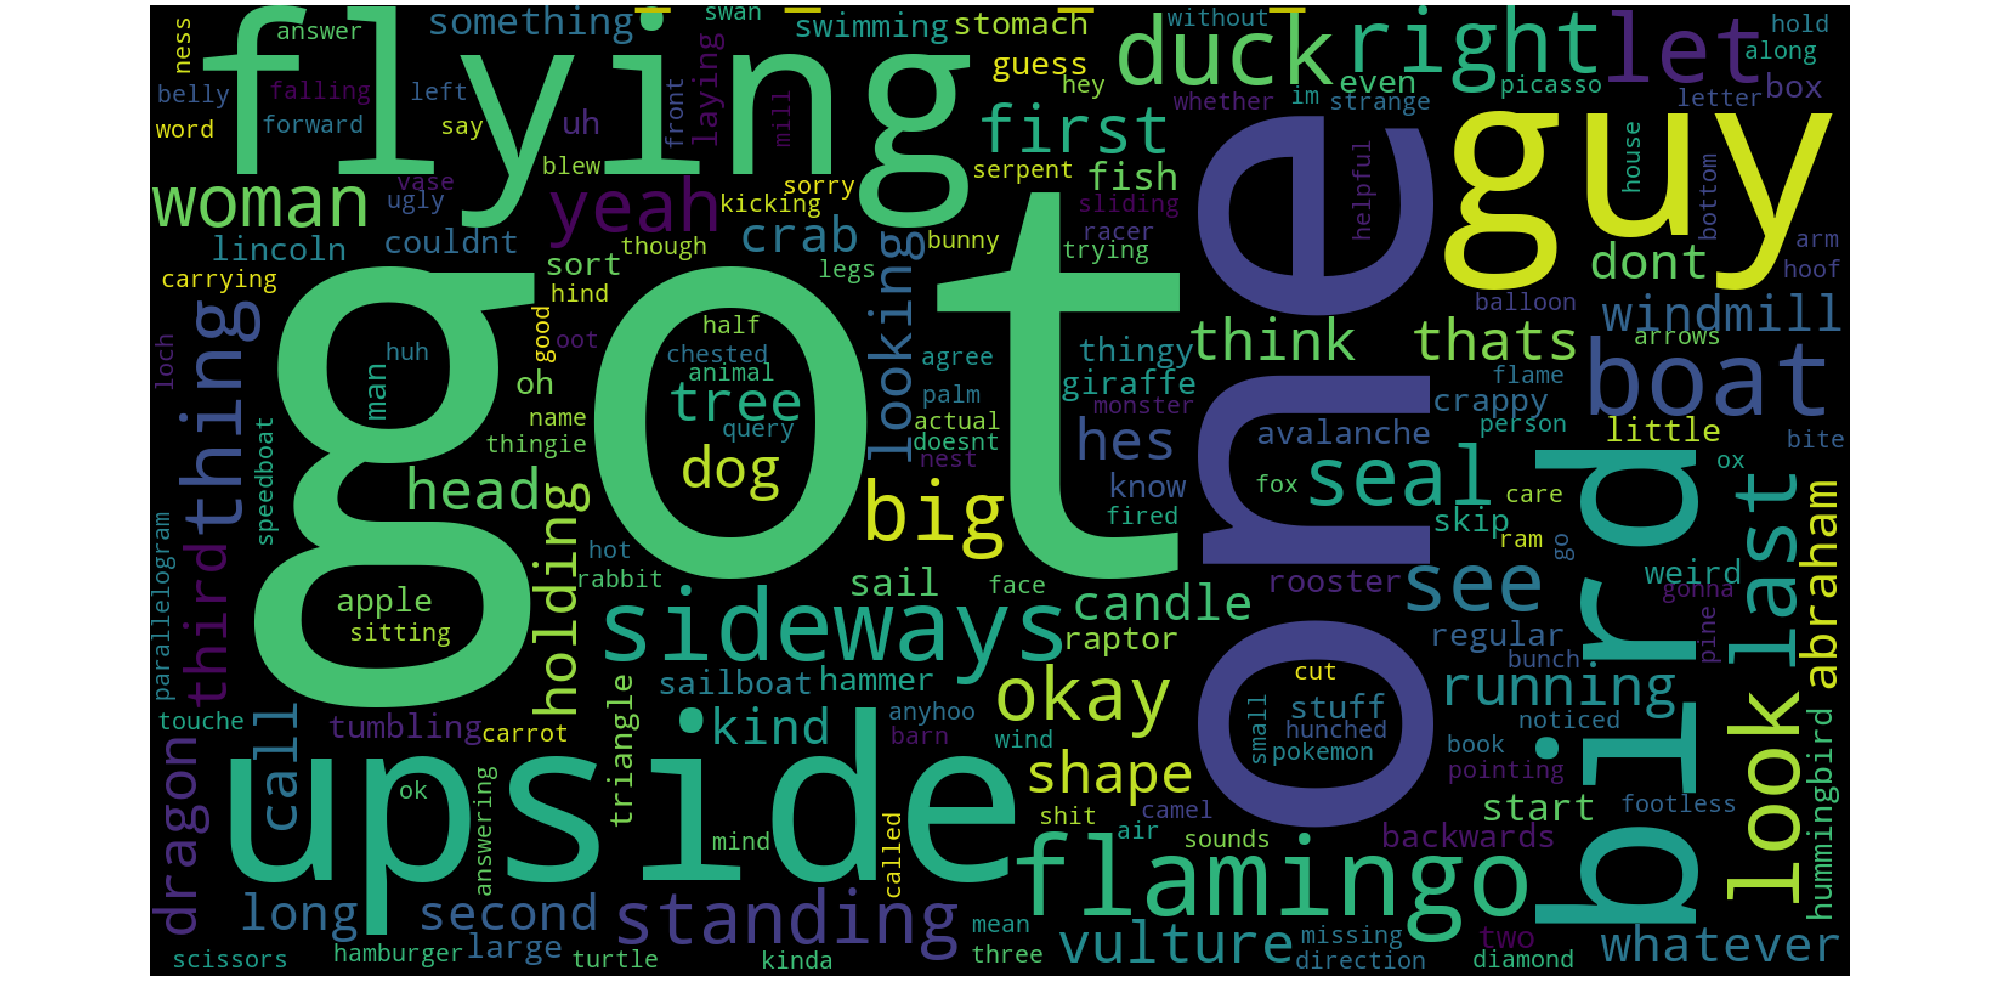 something
swan
swimming
stomach
without
duck
right
let
hold
along
ness
answer
flying
laying
guess
hey
even
picasso
box
belly
falling
left
front
mill
whether
im
strange
letter
word
forward
say
uh
first
guy
blew
serpent
fish
helpful
house
bottom
woman
vase
ugly
yeah
kicking
sorry
sliding
racer
lincoln
couldnt
though
crab
looking
bunny
trying
dont
arm
hoof
carrying
sort
hind
legs
one
balloon
windmill
thing
got
good
oot
half
think
thats
arrows
loch
man
huh
chested
animal
agree
thingy
giraffe
flame
boat
oh
tree
palm
monster
crappy
name
query
actual
doesnt
avalanche
person
little
bite
thingie
dog
nest
hes
speedboat
head
holding
big
know
fired
fox
seal
care
ox
last
skip
ram
go
bird
abraham
parallelogram
third
hot
rabbit
sail
face
candle
rooster
see
weird
gonna
apple
sitting
sideways
raptor
regular
bunch
pine
sailboat
hammer
okay
cut
running
look
touche
call
tumbling
carrot
triangle
kind
anyhoo
barn
wind
small
stuff
hunched
pokemon
noticed
book
pointing
hummingbird
dragon
upside
ok
answering
shape
camel
start
footless
mind
called
shit
air
sounds
backwards
flamingo
long
second
standing
mean
vulture
missing
two
whatever
scissors
hamburger
large
turtle
kinda
three
direction
diamond